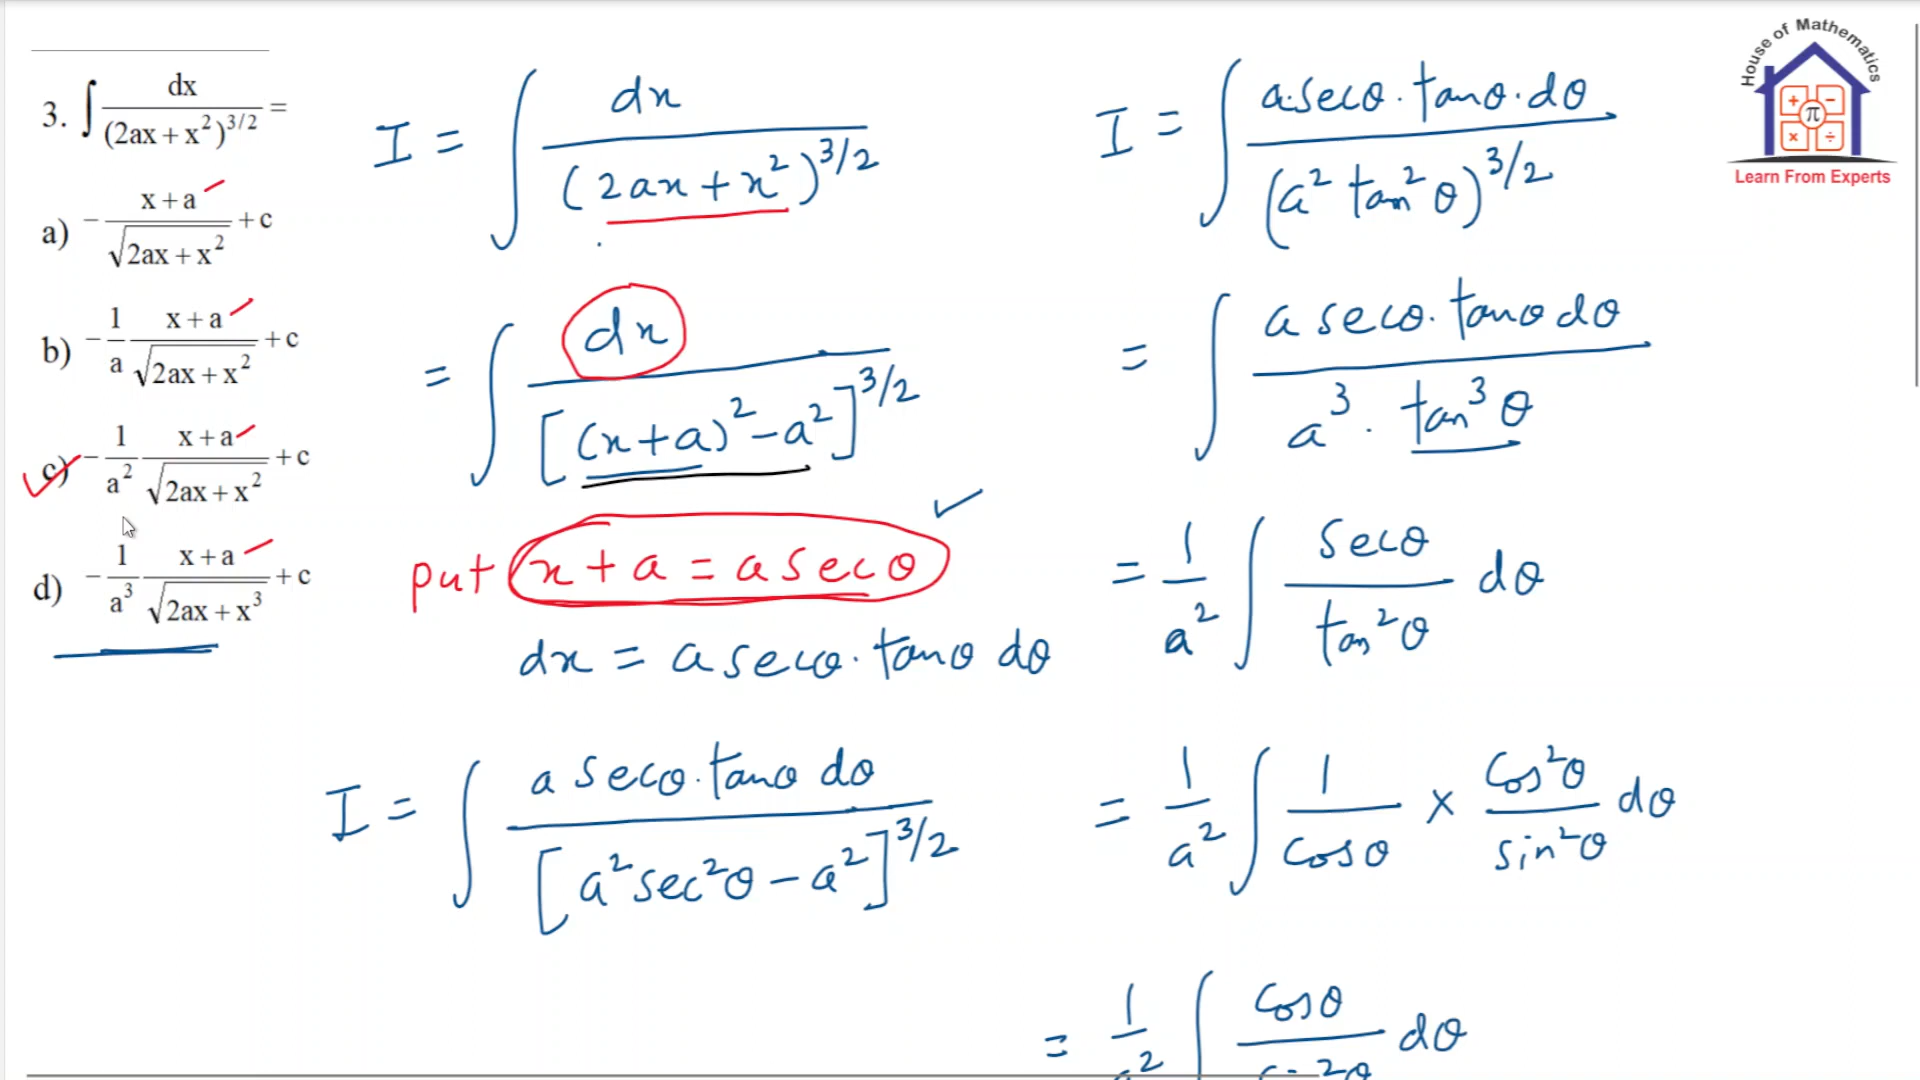 3. ∫ dx / (2ax + x²)^3/2 =
a) − x + a / √2ax + x² + c
b) − 1/a x + a / √2ax + x² + c
c) − 1/a² x + a / √2ax + x² + c
d) − 1/a³ x + a / √2ax + x³ + c
I = ∫ dx / (2ax + x²)^3/2
= ∫ dx / [(x+a)² − a²]^3/2
put x + a = a secθ
dx = a secθ · tanθ dθ
I = ∫ a secθ · tanθ dθ / [a² sec²θ − a²]^3/2
I = ∫ a·secθ · tanθ · dθ / (a² tan²θ)^3/2
= ∫ a secθ · tanθ dθ / a³ · tan³θ
= 1/a² ∫ secθ / tan²θ dθ
= 1/a² ∫ 1/cosθ × cos²θ / sin²θ dθ
= 1/a² ∫ cosθ / sin²θ dθ
House of Mathematics
+ − π × ÷
Learn From Experts